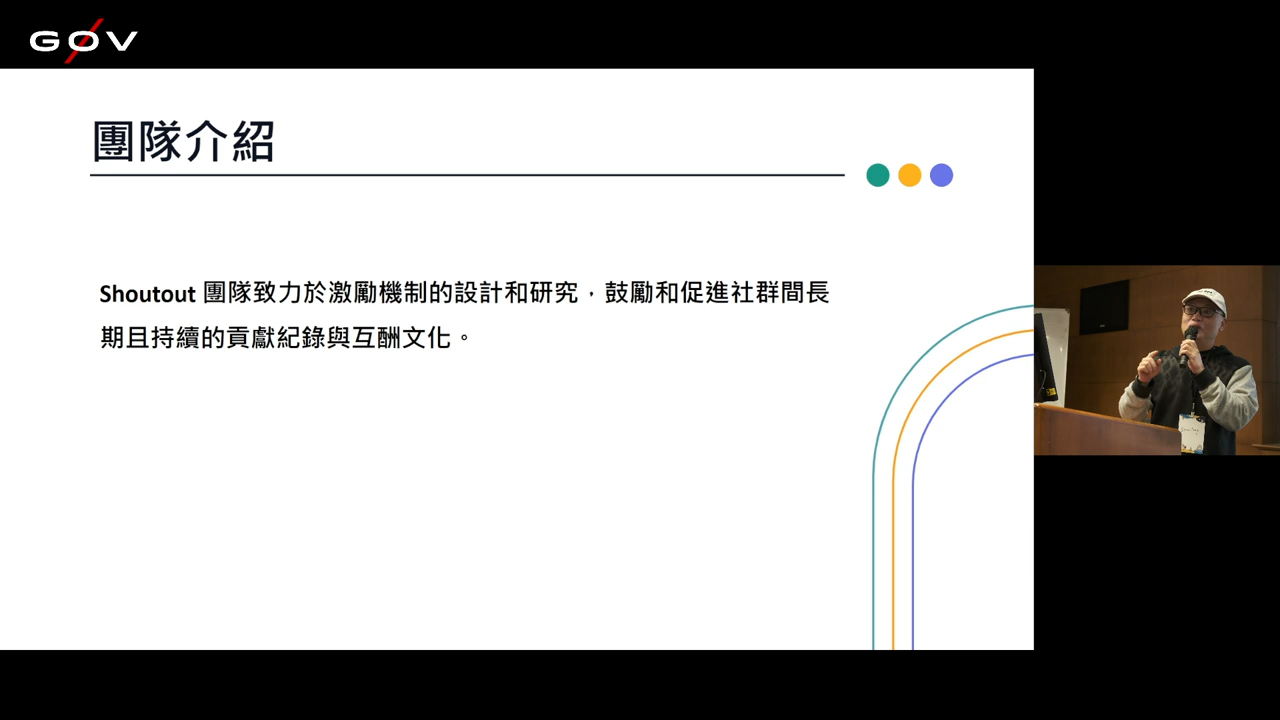 GØV
團隊介紹
Shoutout 團隊致力於激勵機制的設計和研究，鼓勵和促進社群間長
期且持續的貢獻紀錄與互酬文化。